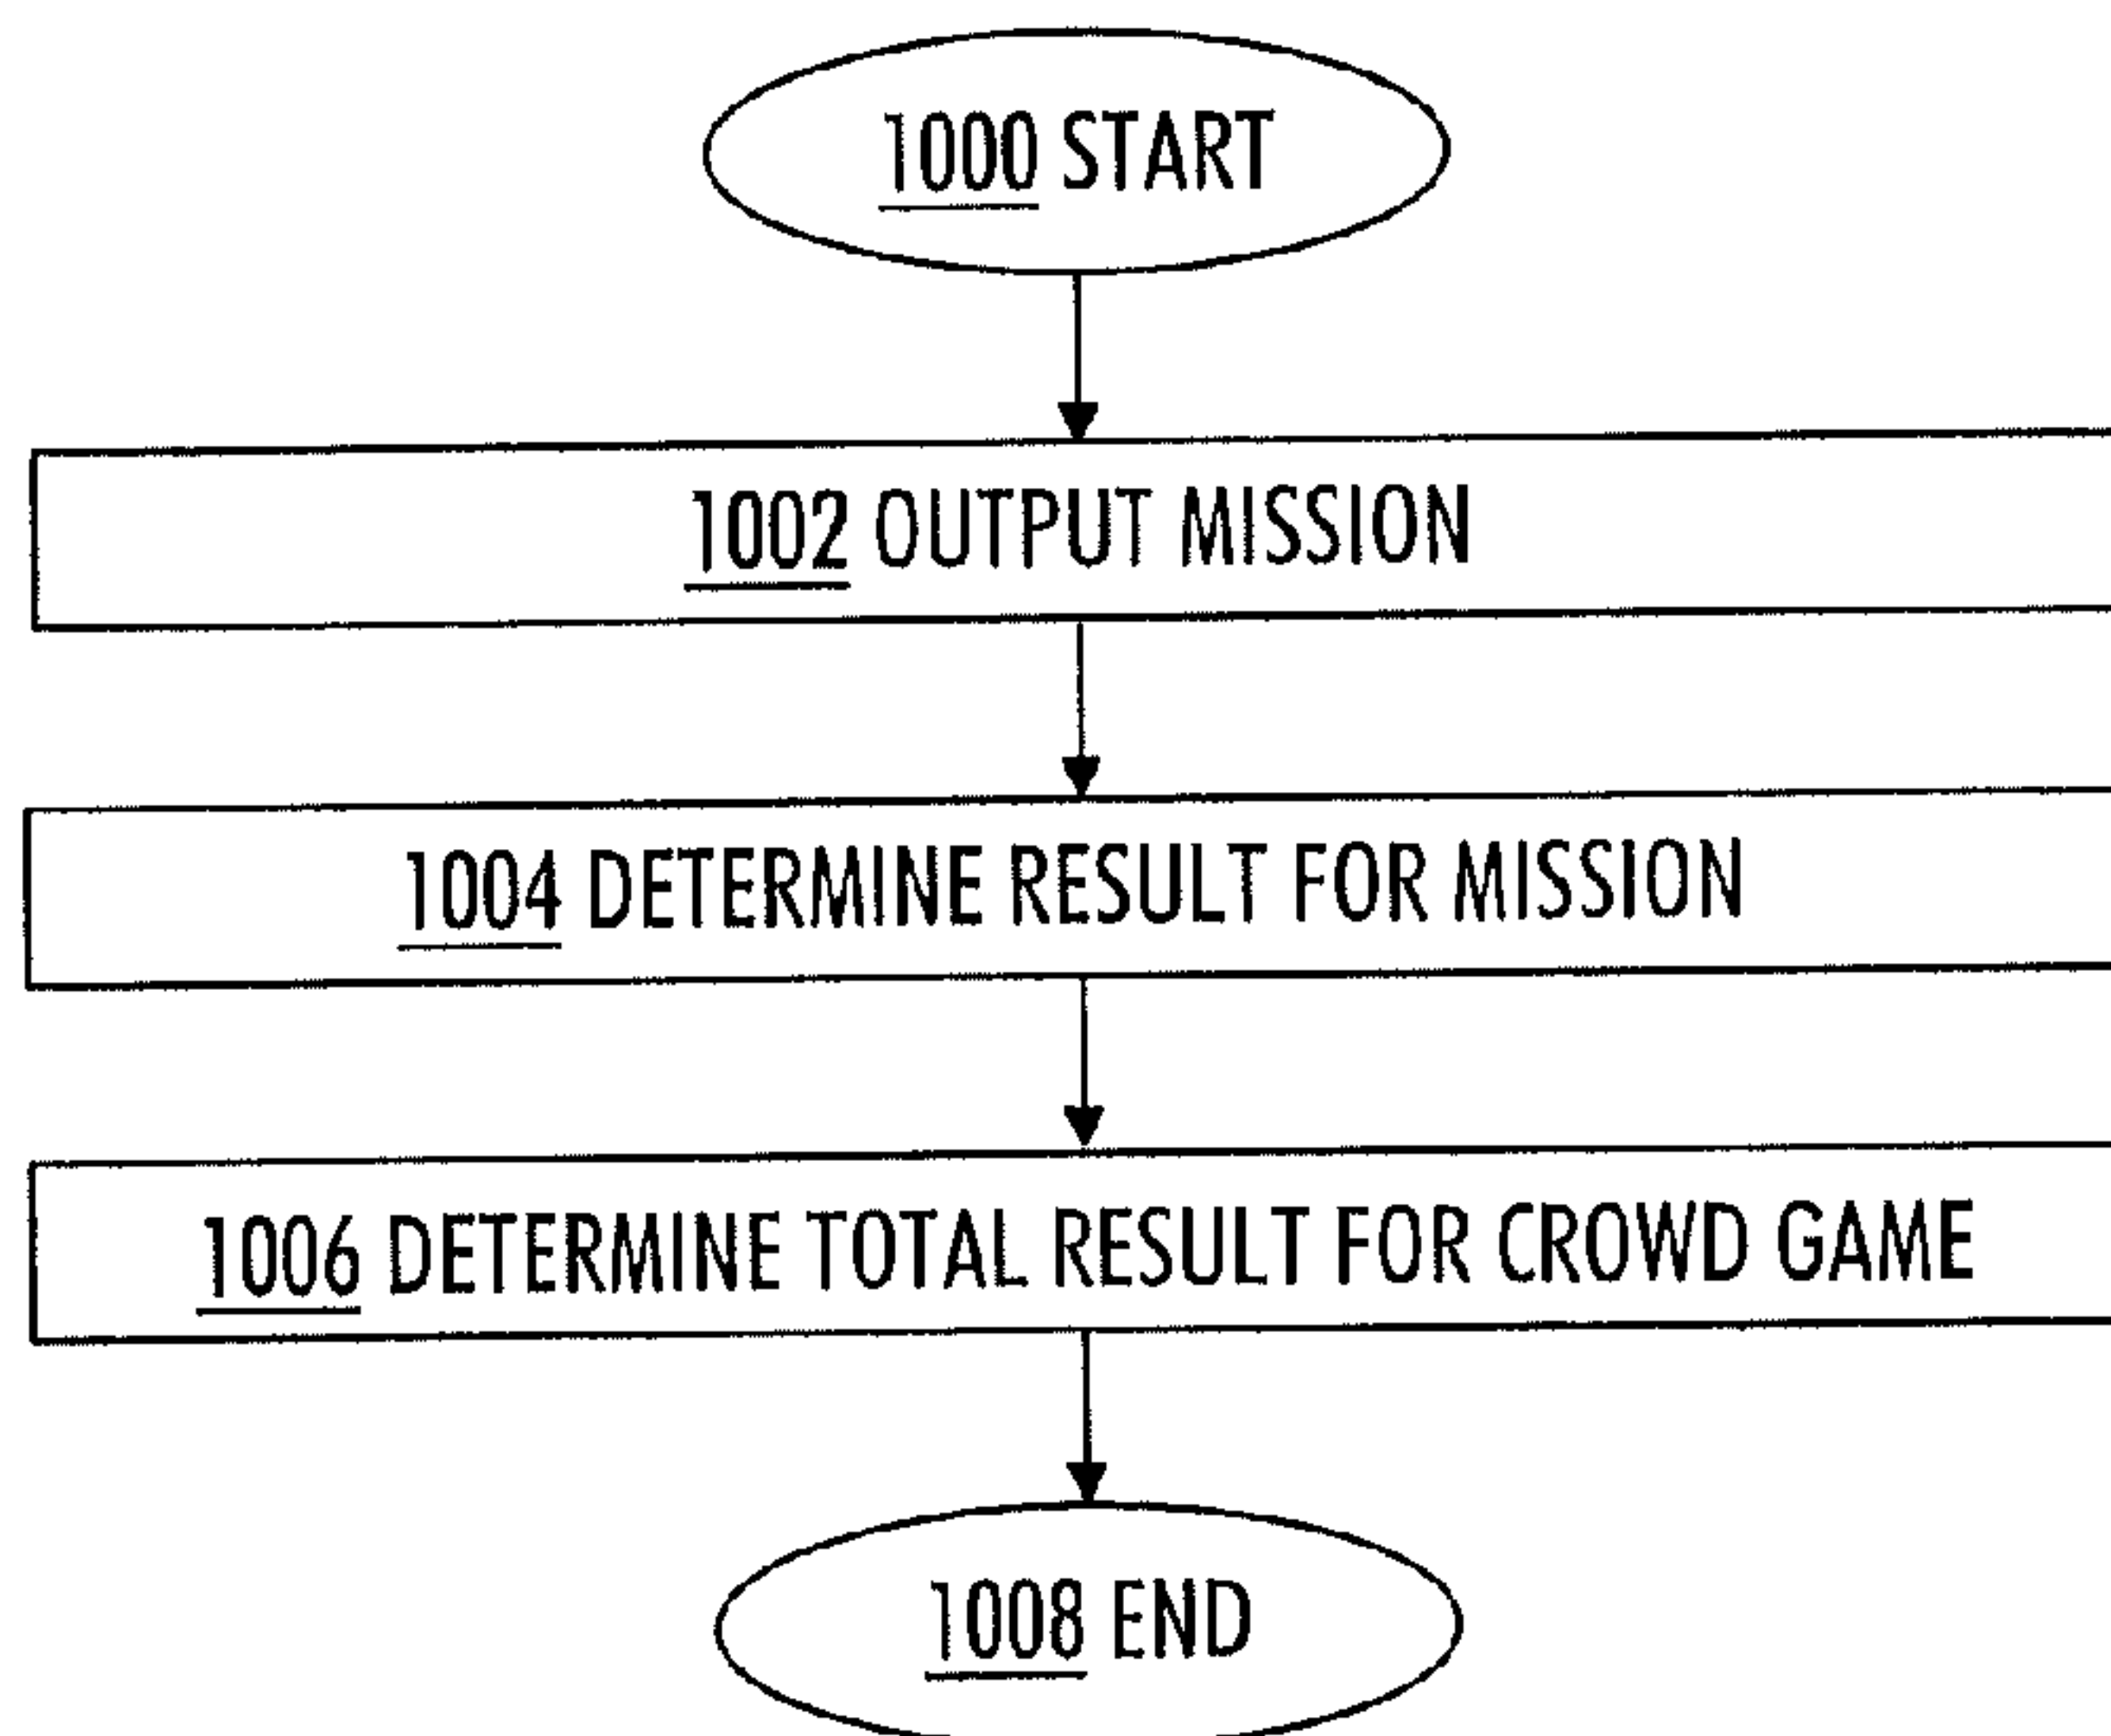 1000 START
1002 OUTPUT MISSION
1004 DETERMINE RESULT FOR MISSION
1006 DETERMINE TOTAL RESULT FOR CROWD GAME
1008 END